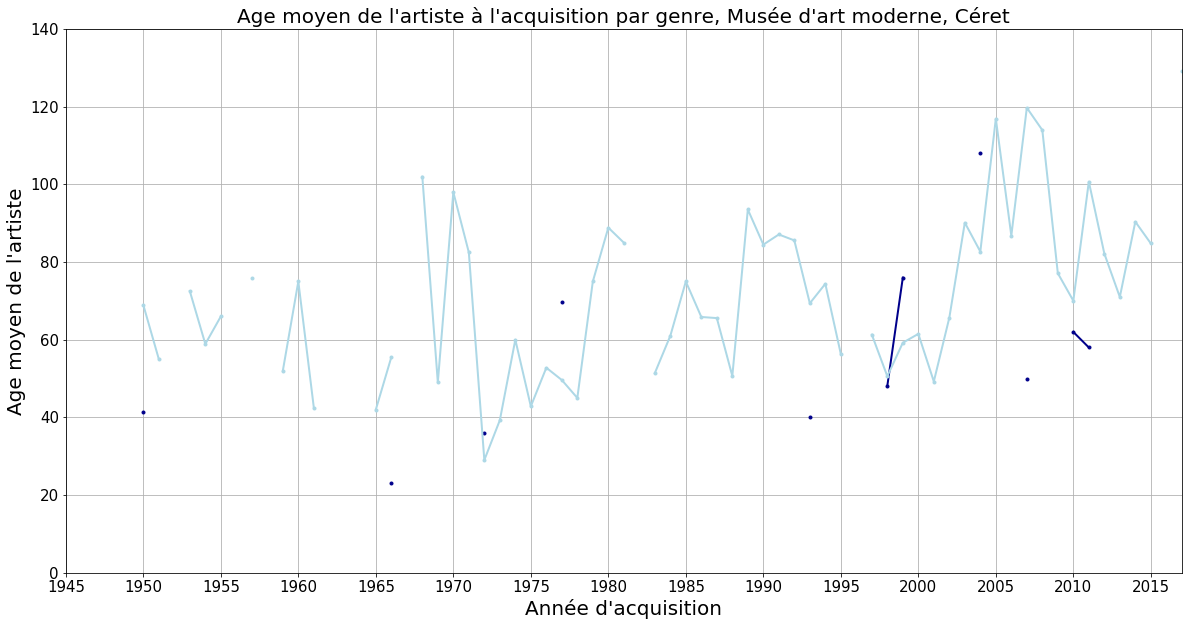 Age moyen de l'artiste à l'acquisition par genre, Musée d'art moderne, Céret
140
120
100
80
60
40
20
0
Age moyen de l'artiste
1945 1950 1955 1960 1965 1970 1975 1980 1985 1990 1995 2000 2005 2010 2015
Année d'acquisition